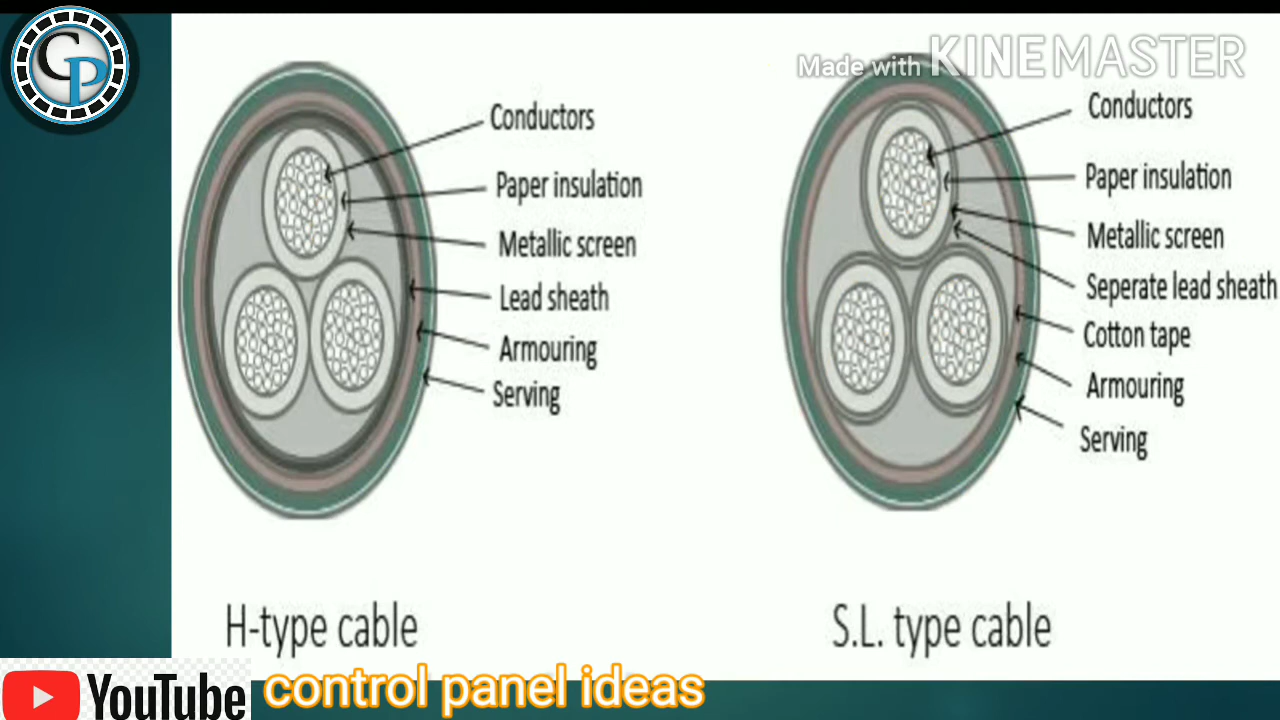 GP
Made with KINEMASTER
Conductors
Paper insulation
Metallic screen
Lead sheath
Armouring
Serving
H-type cable
Conductors
Paper insulation
Metallic screen
Seperate lead sheath
Cotton tape
Armouring
Serving
S.L. type cable
YouTube
control panel ideas